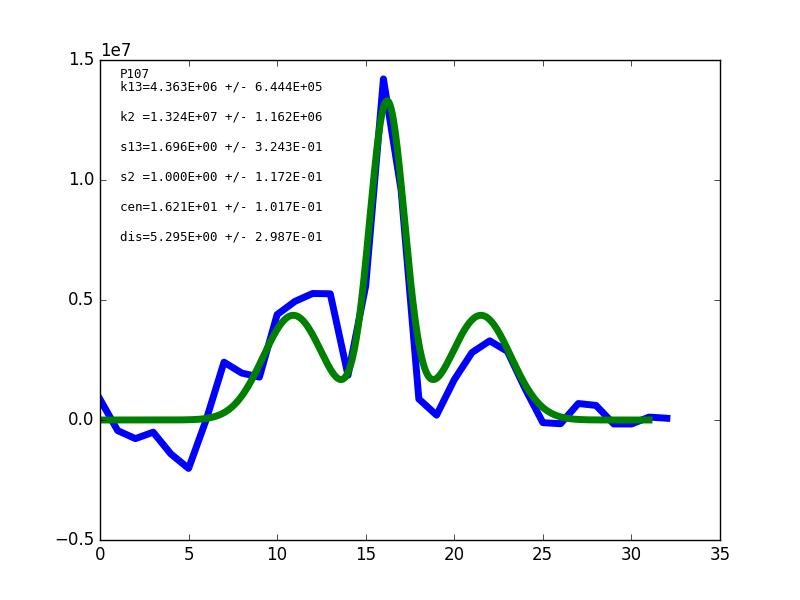 1e7
1.5
1.0
0.5
0.0
−0.5
P107
k13=4.363E+06 +/- 6.444E+05
k2 =1.324E+07 +/- 1.162E+06
s13=1.696E+00 +/- 3.243E-01
s2 =1.000E+00 +/- 1.172E-01
cen=1.621E+01 +/- 1.017E-01
dis=5.295E+00 +/- 2.987E-01
0 5 10 15 20 25 30 35